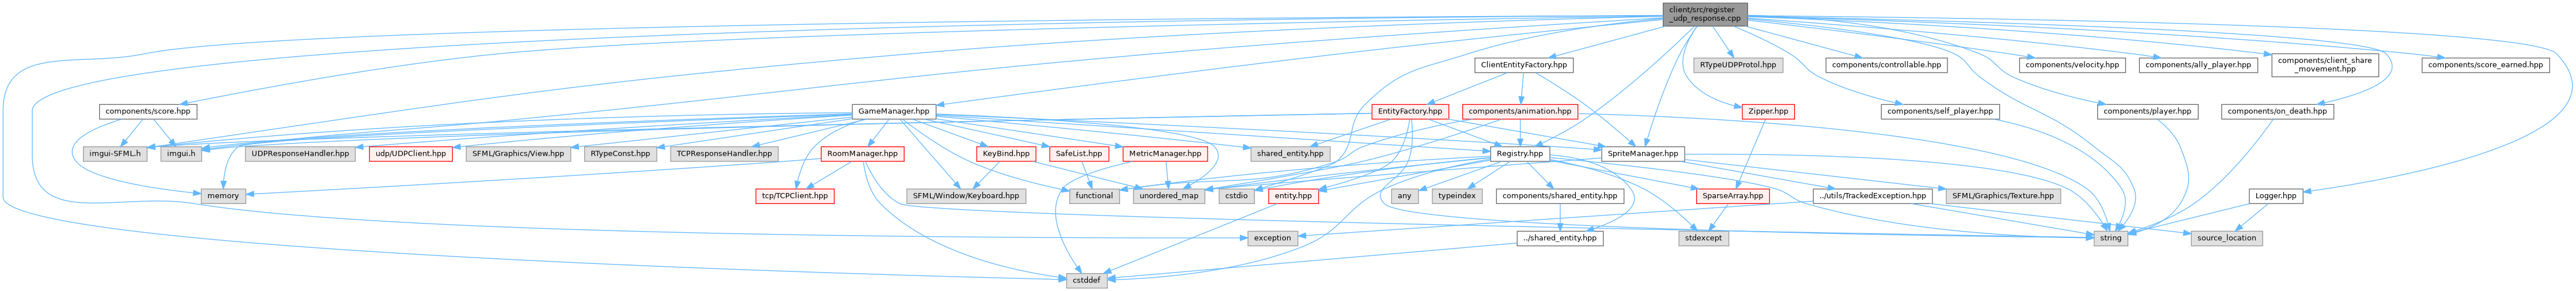 client/src/register
_udp_response.cpp
ClientEntityFactory.hpp
RTypeUDPProtol.hpp
components/controllable.hpp
components/velocity.hpp
components/ally_player.hpp
components/client_share
_movement.hpp
components/score_earned.hpp
components/score.hpp
GameManager.hpp
EntityFactory.hpp
components/animation.hpp
Zipper.hpp
components/self_player.hpp
components/player.hpp
components/on_death.hpp
imgui-SFML.h
imgui.h
UDPResponseHandler.hpp
udp/UDPClient.hpp
SFML/Graphics/View.hpp
RTypeConst.hpp
TCPResponseHandler.hpp
RoomManager.hpp
KeyBind.hpp
SafeList.hpp
MetricManager.hpp
shared_entity.hpp
Registry.hpp
SpriteManager.hpp
memory
tcp/TCPClient.hpp
SFML/Window/Keyboard.hpp
functional
unordered_map
cstdio
entity.hpp
any
typeindex
components/shared_entity.hpp
SparseArray.hpp
../utils/TrackedException.hpp
SFML/Graphics/Texture.hpp
Logger.hpp
exception
../shared_entity.hpp
stdexcept
string
source_location
cstddef